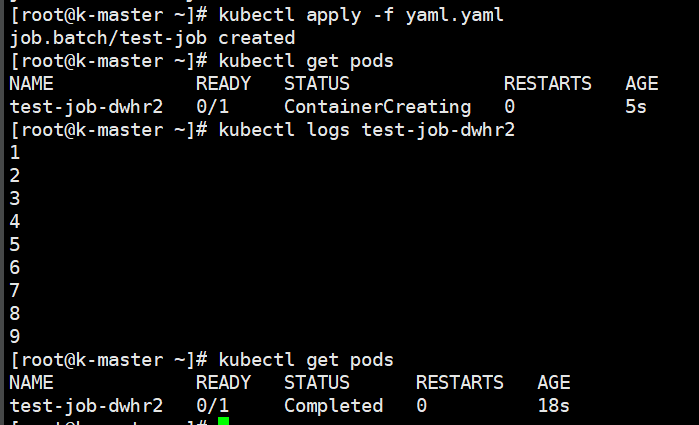 [root@k-master ~]# kubectl apply -f yaml.yaml
job.batch/test-job created
[root@k-master ~]# kubectl get pods
NAME             READY   STATUS              RESTARTS   AGE
test-job-dwhr2   0/1     ContainerCreating   0          5s
[root@k-master ~]# kubectl logs test-job-dwhr2
1
2
3
4
5
6
7
8
9
[root@k-master ~]# kubectl get pods
NAME             READY   STATUS      RESTARTS   AGE
test-job-dwhr2   0/1     Completed   0          18s